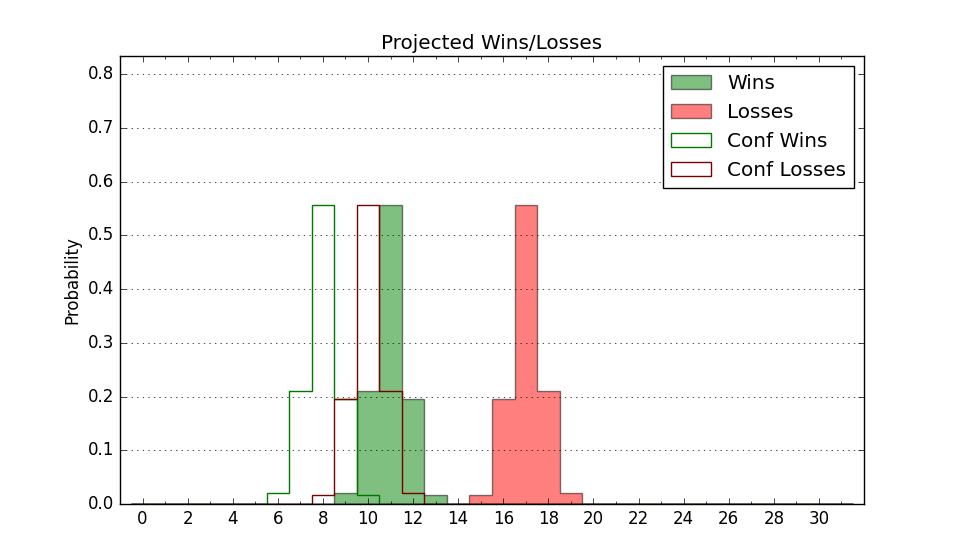 Projected Wins/Losses
0.8
0.7
0.6
0.5
0.4
0.3
0.2
0.1
0.0
Probability
Wins
Losses
Conf Wins
Conf Losses
0 2 4 6 8 10 12 14 16 18 20 22 24 26 28 30